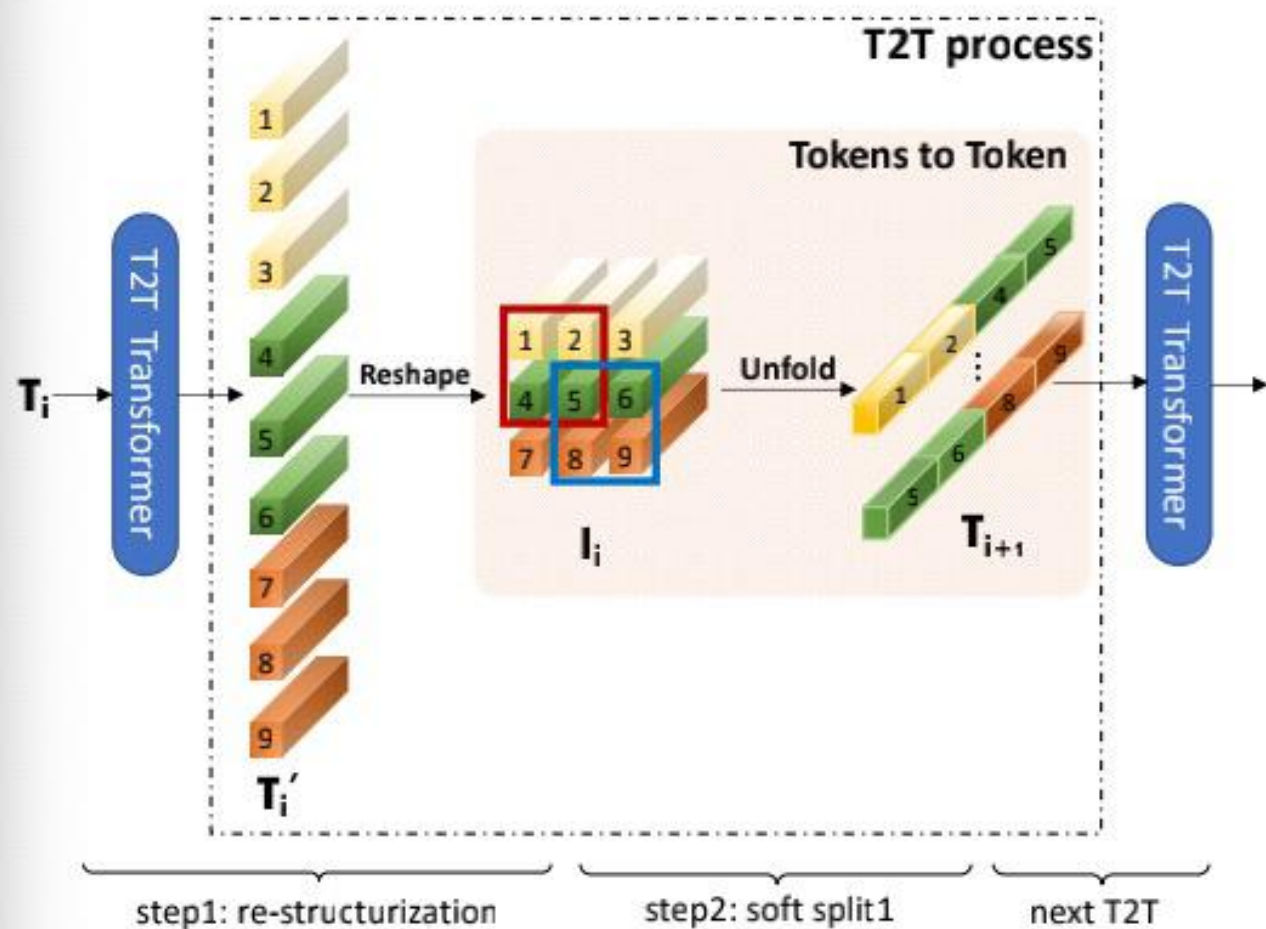 T2T process
Tokens to Token
1
2
3
4
5
6
7
8
9
Tᵢ
T2T Transformer
Reshape
1 2 3
4 5 6
7 8 9
Unfold
1 2 4 5
⋮
5 6 8 9
T2T Transformer
Tᵢ′
Iᵢ
Tᵢ₊₁
step1: re-structurization
step2: soft split1
next T2T